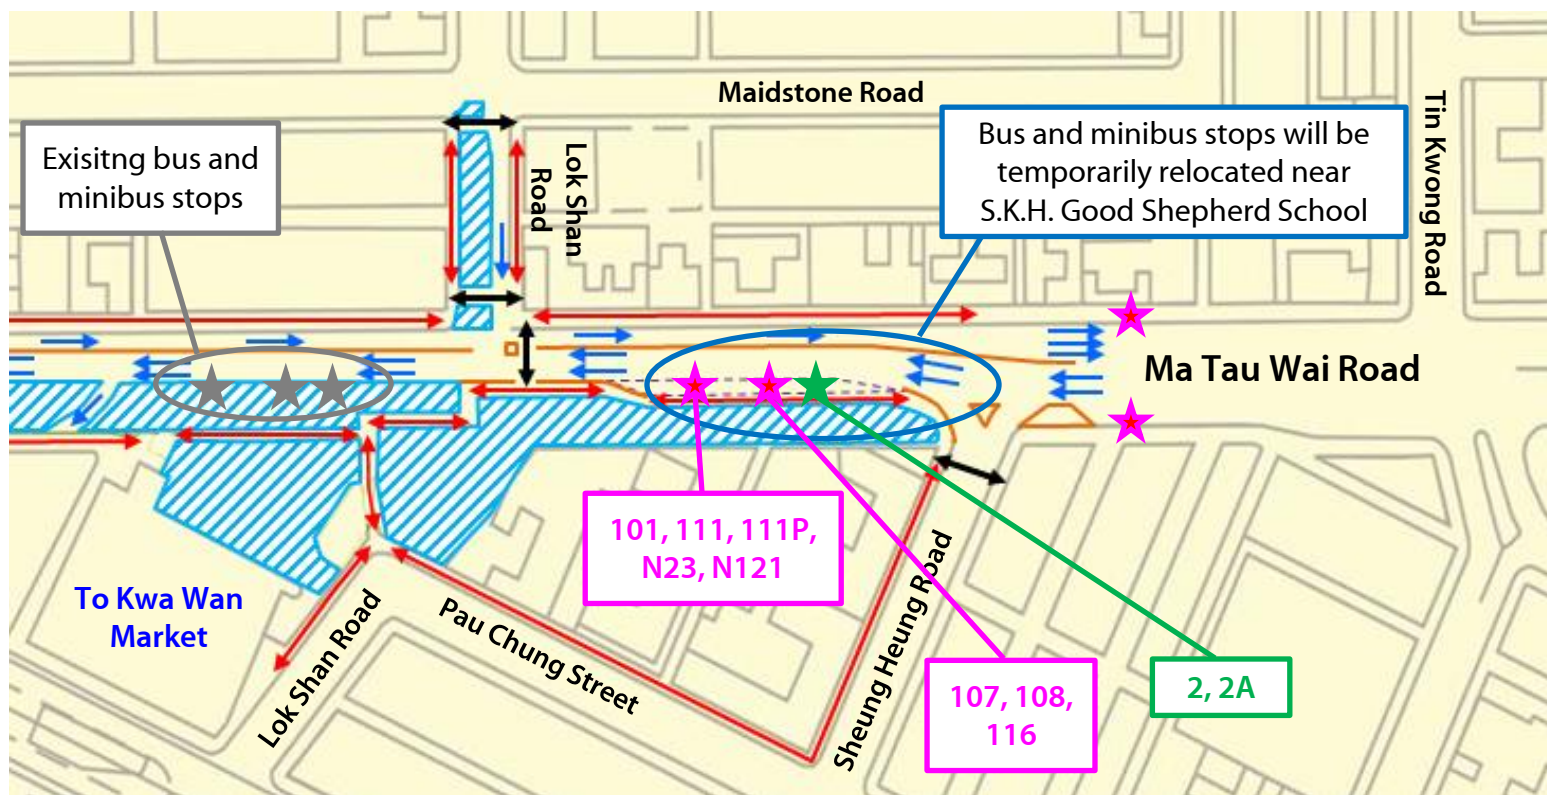 Maidstone Road
Tin Kwong Road
Exisitng bus and
minibus stops
Lok Shan
Road
Bus and minibus stops will be
temporarily relocated near
S.K.H. Good Shepherd School
Ma Tau Wai Road
101, 111, 111P,
N23, N121
To Kwa Wan
Market
Lok Shan Road
Pau Chung Street
Sheung Heung Road
107, 108,
116
2, 2A